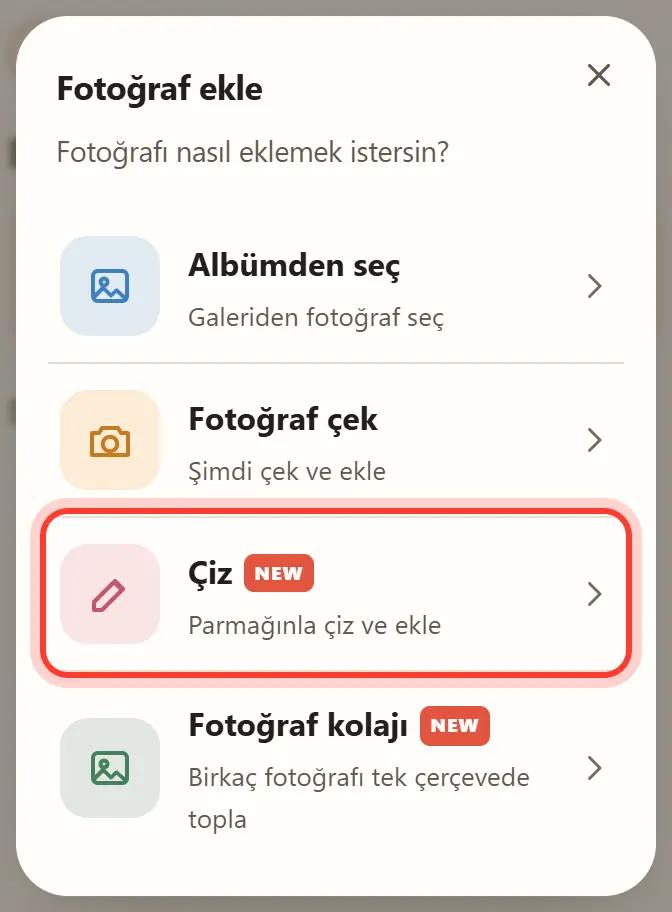 Fotoğraf ekle
Fotoğrafı nasıl eklemek istersin?
Albümden seç
Galeriden fotoğraf seç
Fotoğraf çek
Şimdi çek ve ekle
Çiz NEW
Parmağınla çiz ve ekle
Fotoğraf kolajı NEW
Birkaç fotoğrafı tek çerçevede
topla